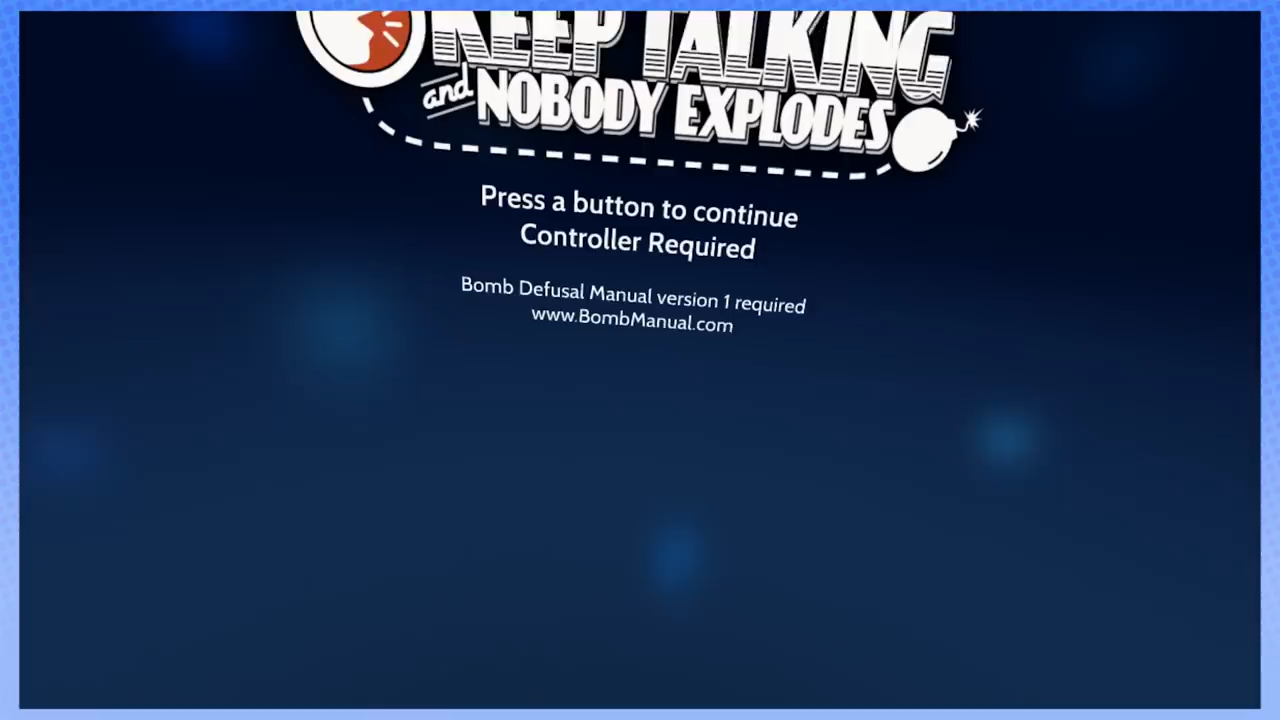 KEEP TALKING
and NOBODY EXPLODES
Press a button to continue
Controller Required
Bomb Defusal Manual version 1 required
www.BombManual.com